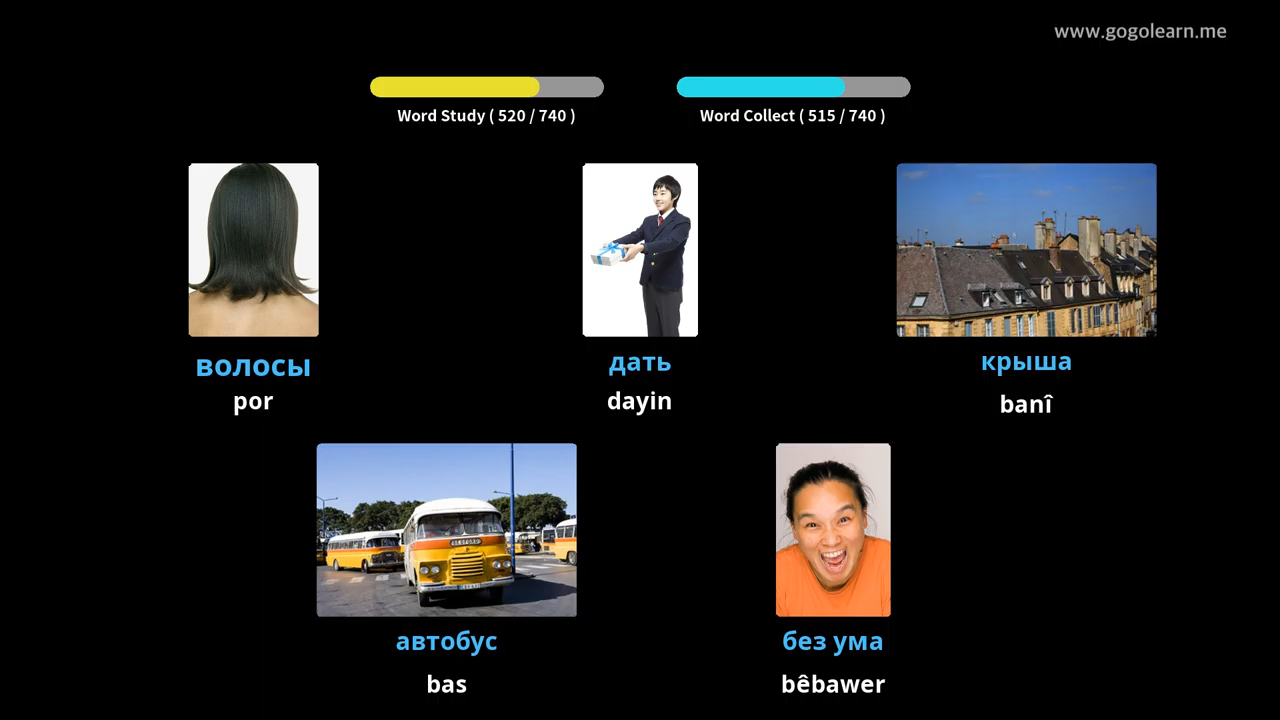 www.gogolearn.me
Word Study ( 520 / 740 )
Word Collect ( 515 / 740 )
волосы
por
дать
dayin
крыша
banî
BEDFORD
автобус
bas
без ума
bêbawer